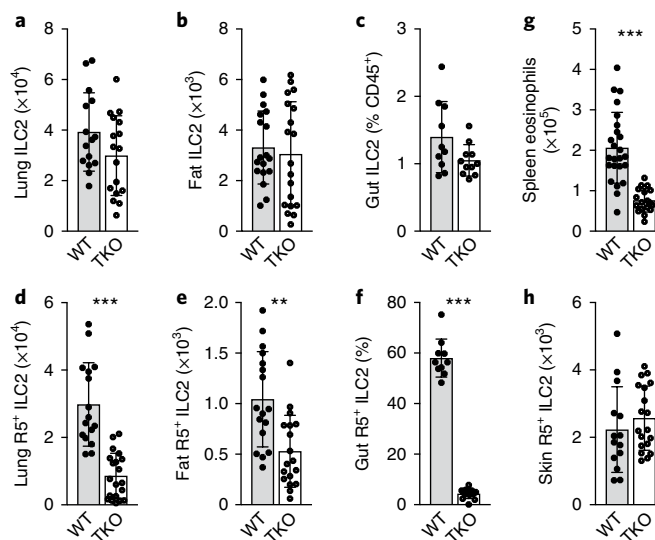 a
Lung ILC2 (×10⁴)
8
6
4
2
0
WT
TKO
b
Fat ILC2 (×10³)
8
6
4
2
0
WT
TKO
c
Gut ILC2 (% CD45⁺)
3
2
1
0
WT
TKO
g
Spleen eosinophils
(×10⁵)
***
5
4
3
2
1
0
WT
TKO
d
Lung R5⁺ ILC2 (×10⁴)
***
6
4
2
0
WT
TKO
e
Fat R5⁺ ILC2 (×10³)
**
2.0
1.5
1.0
0.5
0
WT
TKO
f
Gut R5⁺ ILC2 (%)
***
80
60
40
20
0
WT
TKO
h
Skin R5⁺ ILC2 (×10³)
6
4
2
0
WT
TKO